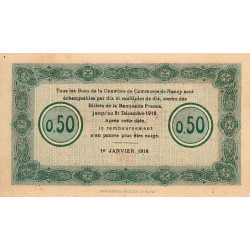 Tous les Bons de la Chambre de Commerce de Nancy sont
échangeables par dix et multiples de dix, contre des
Billets de la Banque de France,
jusqu'au 31 Décembre 1918.
Après cette date,
le remboursement
n'en pourra plus être exigé.
0,50
0,50
1er JANVIER 1916